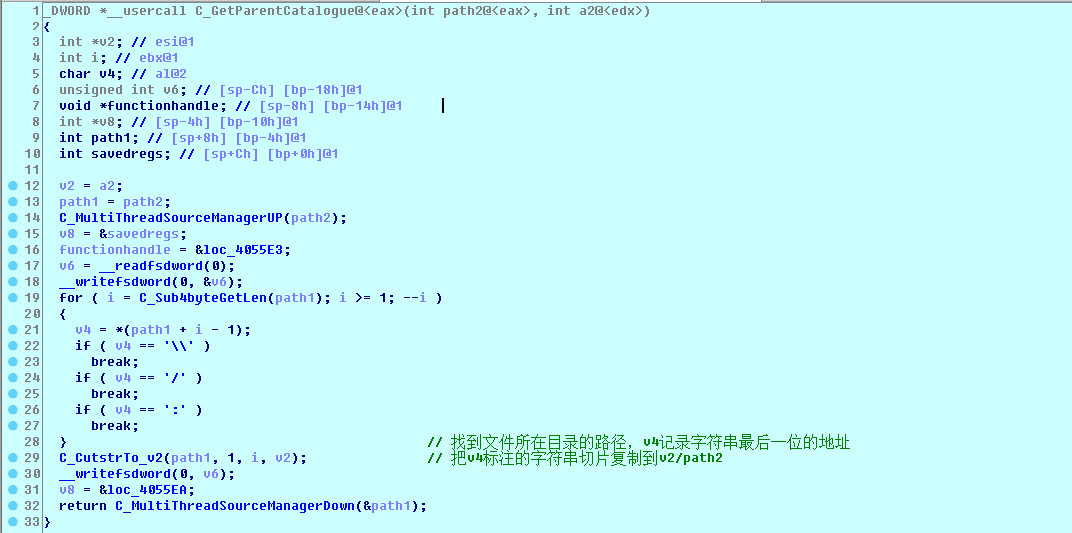 1 _DWORD *__usercall C_GetParentCatalogue@<eax>(int path2@<eax>, int a2@<edx>)
2 {
3 int *v2; // esi@1
4 int i; // ebx@1
5 char v4; // al@2
6 unsigned int v6; // [sp-Ch] [bp-18h]@1
7 void *functionhandle; // [sp-8h] [bp-14h]@1
8 int *v8; // [sp-4h] [bp-10h]@1
9 int path1; // [sp+8h] [bp-4h]@1
10 int savedregs; // [sp+Ch] [bp+0h]@1
11
12 v2 = a2;
13 path1 = path2;
14 C_MultiThreadSourceManagerUP(path2);
15 v8 = &savedregs;
16 functionhandle = &loc_4055E3;
17 v6 = __readfsdword(0);
18 __writefsdword(0, &v6);
19 for ( i = C_Sub4byteGetLen(path1); i >= 1; --i )
20 {
21 v4 = *(path1 + i - 1);
22 if ( v4 == '\\' )
23 break;
24 if ( v4 == '/' )
25 break;
26 if ( v4 == ':' )
27 break;
28 } // 找到文件所在目录的路径，v4记录字符串最后一位的地址
29 C_CutstrTo_v2(path1, 1, i, v2); // 把v4标注的字符串切片复制到v2/path2
30 __writefsdword(0, v6);
31 v8 = &loc_4055EA;
32 return C_MultiThreadSourceManagerDown(&path1);
33 }